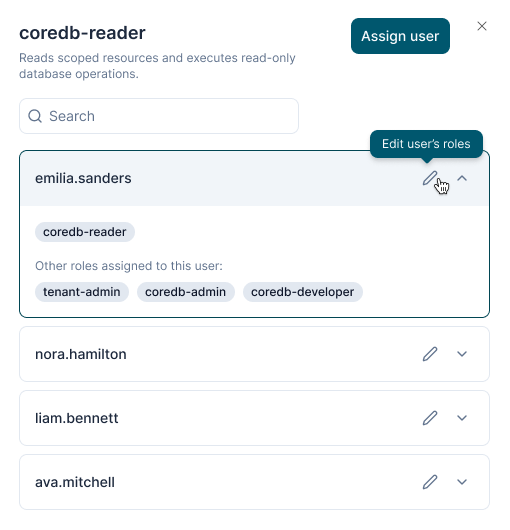 coredb-reader
Assign user
Reads scoped resources and executes read-only
database operations.
Search
Edit user's roles
emilia.sanders
coredb-reader
Other roles assigned to this user:
tenant-admin coredb-admin coredb-developer
nora.hamilton
liam.bennett
ava.mitchell